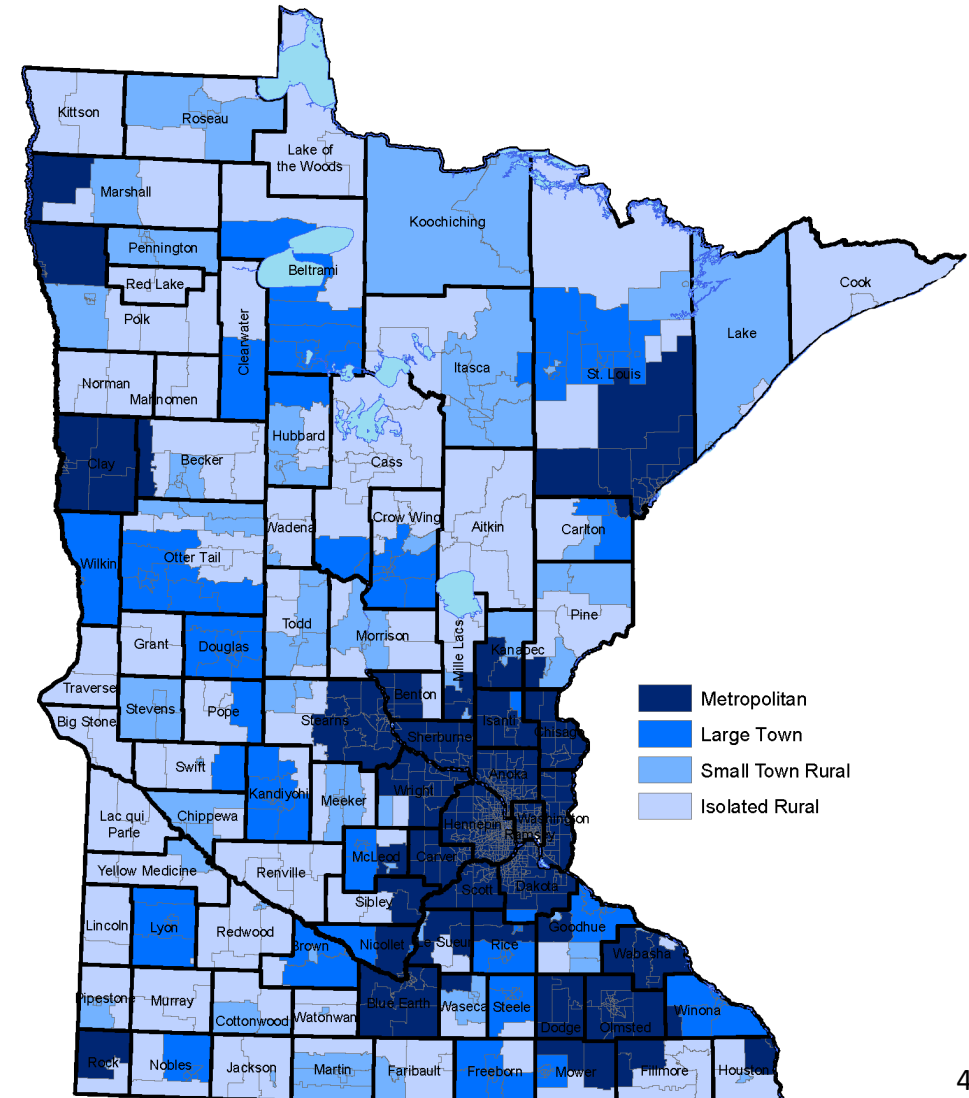 Kittson
Roseau
Lake of
the Woods
Marshall
Koochiching
Pennington
Beltrami
Red Lake
Cook
Polk
Clearwater
Lake
Itasca
St. Louis
Norman
Mahnomen
Hubbard
Clay
Becker
Cass
Wadena
Crow Wing
Aitkin
Carlton
Wilkin
Otter Tail
Pine
Todd
Morrison
Mille Lacs
Kanabec
Grant
Douglas
Traverse
Benton
Stevens
Pope
Big Stone
Stearns
Isanti
Chisag
Sherburne
Metropolitan
Large Town
Small Town Rural
Isolated Rural
Swift
Anoka
Kandiyohi
Meeker
Wright
Lac qui
Parle
Chippewa
Hennepin
Washington
Ramsey
McLeod
Carver
Yellow Medicine
Renville
Scott
Dakota
Sibley
Lincoln
Lyon
Redwood
Brown
Nicollet
Le Sueur
Rice
Goodhue
Wabasha
Pipestone
Murray
Cottonwood
Watonwan
Blue Earth
Waseca
Steele
Dodge
Olmsted
Winona
Rock
Nobles
Jackson
Martin
Faribault
Freeborn
Mower
Fillmore
Houston
4